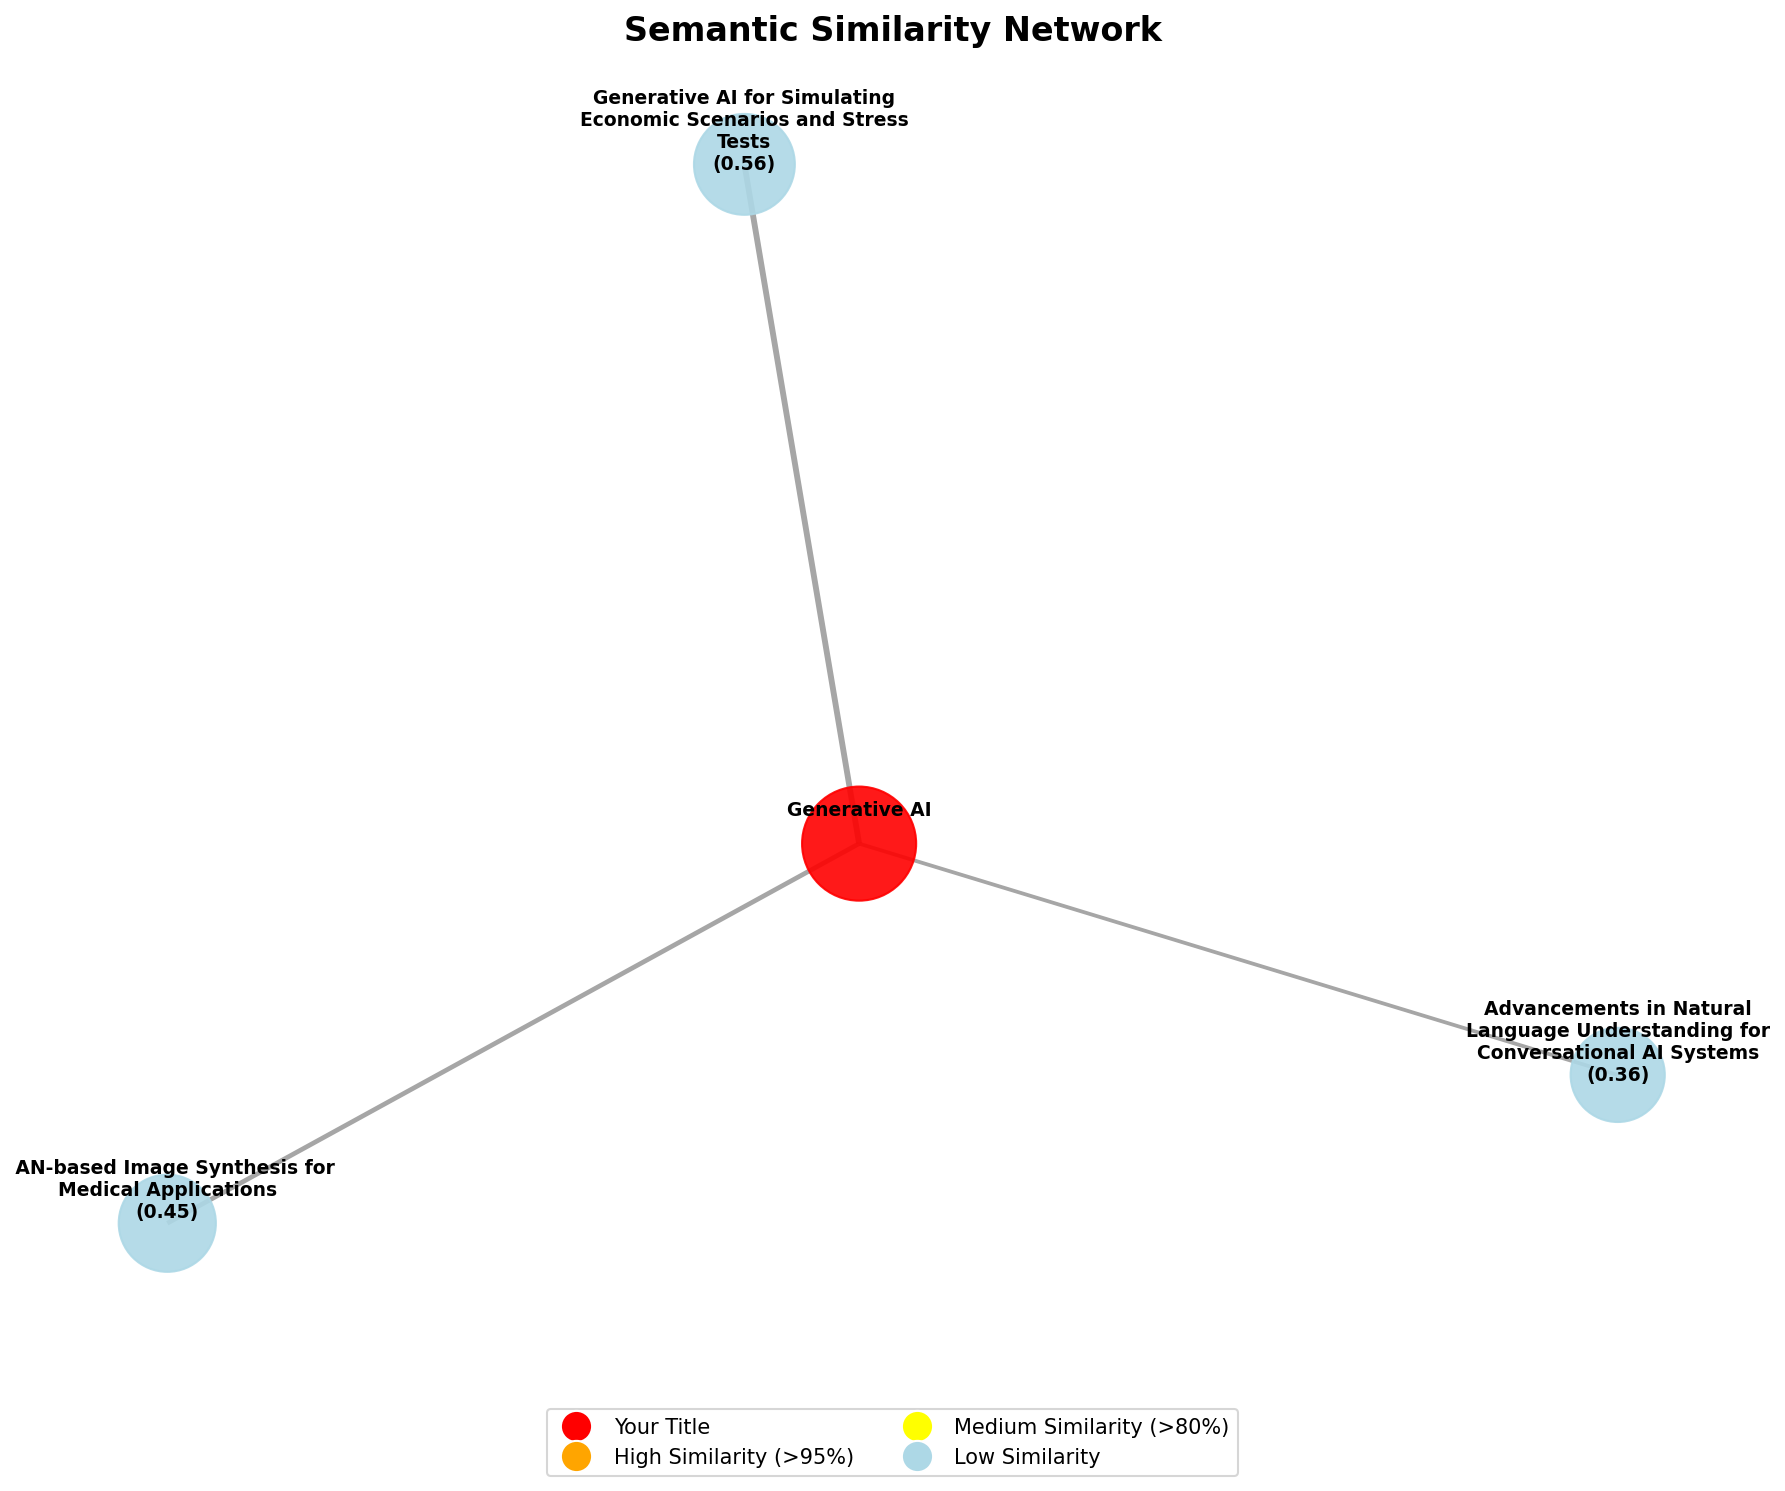 Semantic Similarity Network
Generative AI for Simulating
Economic Scenarios and Stress
Tests
(0.56)
Generative AI
Advancements in Natural
Language Understanding for
Conversational AI Systems
(0.36)
AN-based Image Synthesis for
Medical Applications
(0.45)
Your Title
High Similarity (>95%)
Medium Similarity (>80%)
Low Similarity